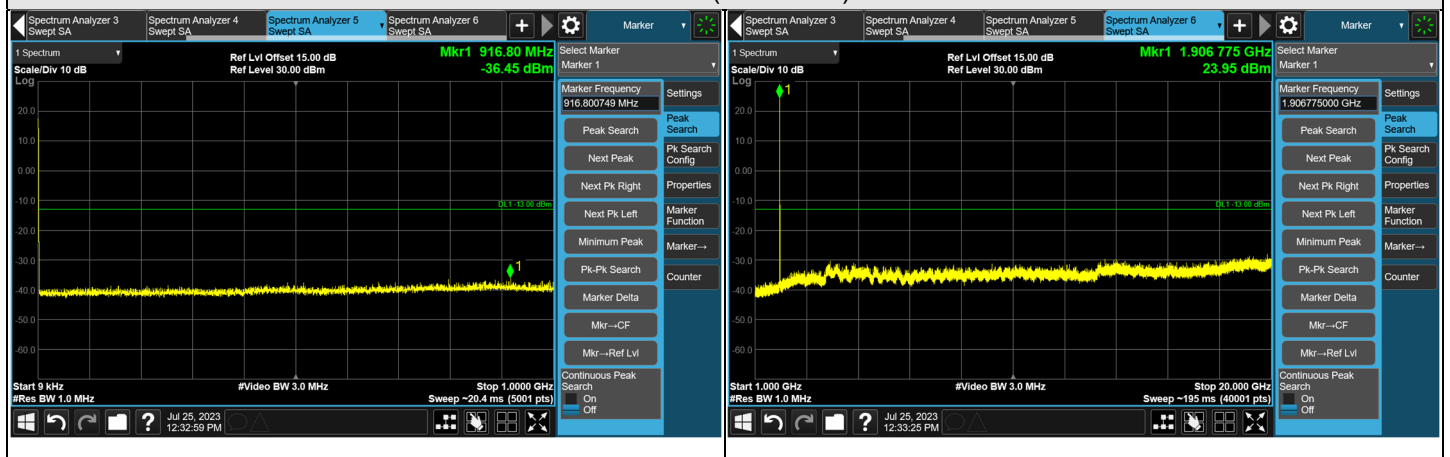 Spectrum Analyzer 3
Swept SA
Spectrum Analyzer 4
Swept SA
Spectrum Analyzer 5
Swept SA
Spectrum Analyzer 6
Swept SA
+
Marker
1 Spectrum
Scale/Div 10 dB
Log
Ref Lvl Offset 15.00 dB
Ref Level 30.00 dBm
Mkr1 916.80 MHz
-36.45 dBm
1
20.0
10.0
0.00
-10.0
-20.0
-30.0
-40.0
-50.0
-60.0
DL1 -13.00 dBm
Start 9 kHz
#Res BW 1.0 MHz
#Video BW 3.0 MHz
Stop 1.0000 GHz
Sweep ~20.4 ms (5001 pts)
Select Marker
Marker 1
Marker Frequency
916.800749 MHz
Peak Search
Next Peak
Next Pk Right
Next Pk Left
Minimum Peak
Pk-Pk Search
Marker Delta
Mkr→CF
Mkr→Ref Lvl
Continuous Peak
Search
On
Off
Settings
Peak
Search
Pk Search
Config
Properties
Marker
Function
Marker→
Counter
?
Jul 25, 2023
12:32:59 PM
Spectrum Analyzer 3
Swept SA
Spectrum Analyzer 4
Swept SA
Spectrum Analyzer 5
Swept SA
Spectrum Analyzer 6
Swept SA
+
Marker
1 Spectrum
Scale/Div 10 dB
Log
Ref Lvl Offset 15.00 dB
Ref Level 30.00 dBm
Mkr1 1.906 775 GHz
23.95 dBm
1
20.0
10.0
0.00
-10.0
-20.0
-30.0
-40.0
-50.0
-60.0
DL1 -13.00 dBm
Start 1.000 GHz
#Res BW 1.0 MHz
#Video BW 3.0 MHz
Stop 20.000 GHz
Sweep ~195 ms (40001 pts)
Select Marker
Marker 1
Marker Frequency
1.906775000 GHz
Peak Search
Next Peak
Next Pk Right
Next Pk Left
Minimum Peak
Pk-Pk Search
Marker Delta
Mkr→CF
Mkr→Ref Lvl
Continuous Peak
Search
On
Off
Settings
Peak
Search
Pk Search
Config
Properties
Marker
Function
Marker→
Counter
?
Jul 25, 2023
12:33:25 PM